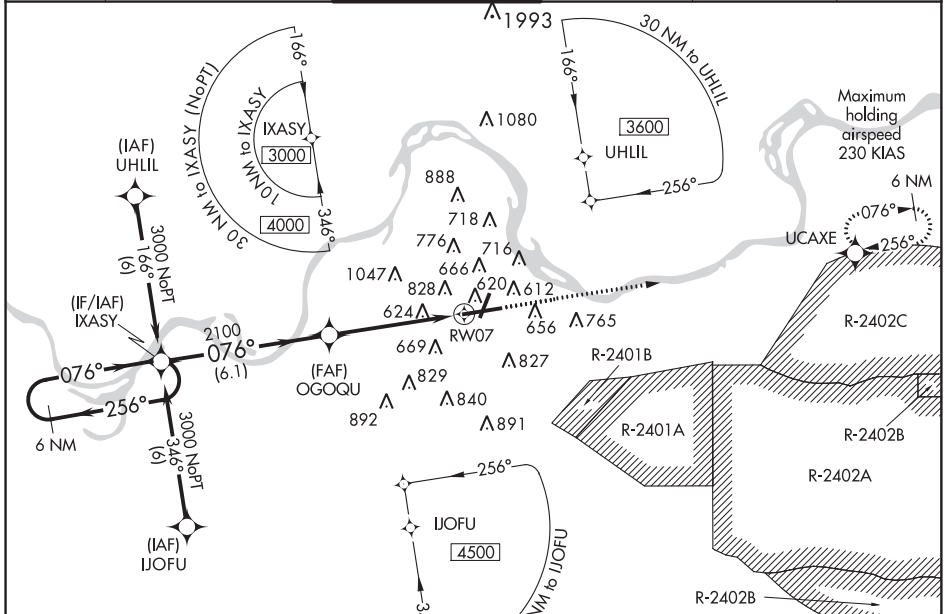 1993
30 NM to UHLIL
166°
3600
UHLIL
256°
Maximum
holding
airspeed
230 KIAS
6 NM
076°
256°
UCAXE
30 NM to IXASY (NoPT)
10NM to IXASY
166°
IXASY
3000
4000
346°
1080
(IAF)
UHLIL
3000 NoPT
166°
(6)
888
718
776
716
666
1047
828
620
612
624
RW07
656
765
(IF/IAF)
IXASY
2100
076°
(6.1)
(FAF)
OGOQU
669
827
829
840
892
891
076°
256°
6 NM
3000 NoPT
346°
(6)
(IAF)
IJOFU
256°
IJOFU
4500
NM to IJOFU
3
R-2401B
R-2401A
R-2402C
R-2402B
R-2402A
R-2402B